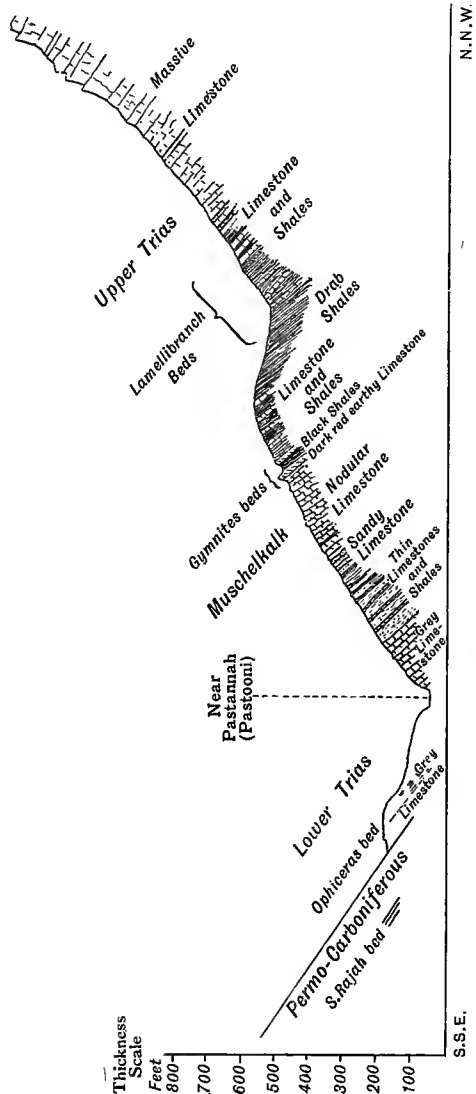 Thickness
Scale
Feet
800
700
600
500
400
300
200
100
S.S.E.
Permo-Carboniferous
S.Rajah bed
Ophiceras bed
Lower Trias
Grey
Limestone
Near
Pastannah
(Pastooni)
Grey
Lime-
stone
Thin
Limestones
and
Shales
Sandy
Limestone
Nodular
Limestone
Muschelkalk
Gymnites beds
Dark red earthy Limestone
Black Shales
Limestone
and
Shales
Drab
Shales
Lamellibranch
Beds
Limestone
and
Shales
Upper Trias
Massive
Limestone
N.N.W.